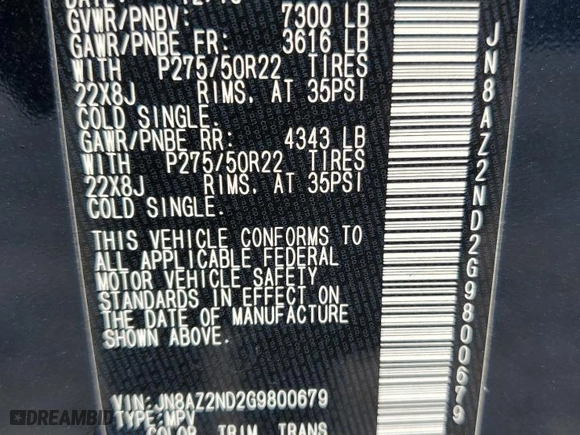 GVWR/PNBV: 7300 LB
GAWR/PNBE FR: 3616 LB
WITH P275/50R22 TIRES
22X8J RIMS. AT 35PSI
COLD SINGLE.
GAWR/PNBE RR: 4343 LB
WITH P275/50R22 TIRES
22X8J RIMS. AT 35PSI
COLD SINGLE.
THIS VEHICLE CONFORMS TO
ALL APPLICABLE FEDERAL
MOTOR VEHICLE SAFETY
STANDARDS IN EFFECT ON
THE DATE OF MANUFACTURE
SHOWN ABOVE.
VIN: JN8AZ2ND2G9800679
TYPE: MPV
COLOR TRIM TRANS
JN8AZ2ND2G9800679
DREAMBID